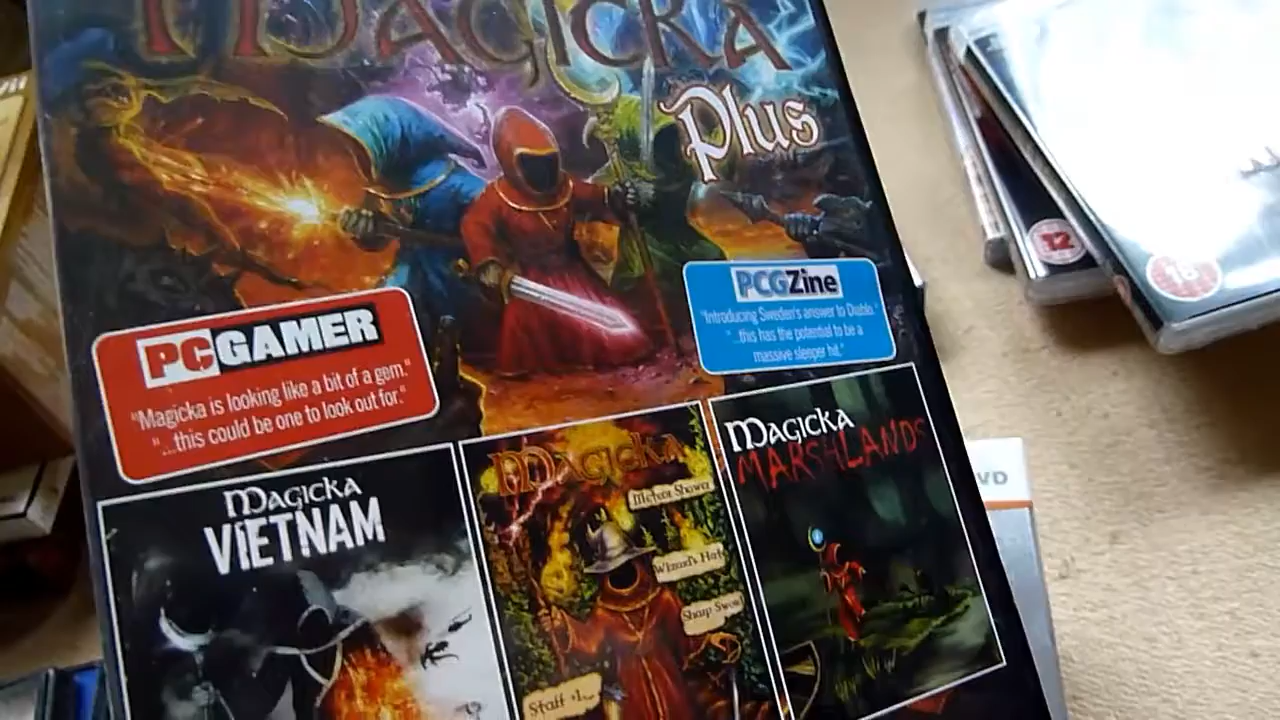 Magicka
Plus
PCGZine
"Introducing Sweden's answer to Diablo."
"...this has the potential to be a
massive sleeper hit."
PCGAMER
"Magicka is looking like a bit of a gem."
"...this could be one to look out for."
Magicka
VIETNAM
Magicka
Meteor Shower
Wizard's Hat
Sharp Sword
Staff +1...
Magicka
MARSHLANDS
12
18
VD